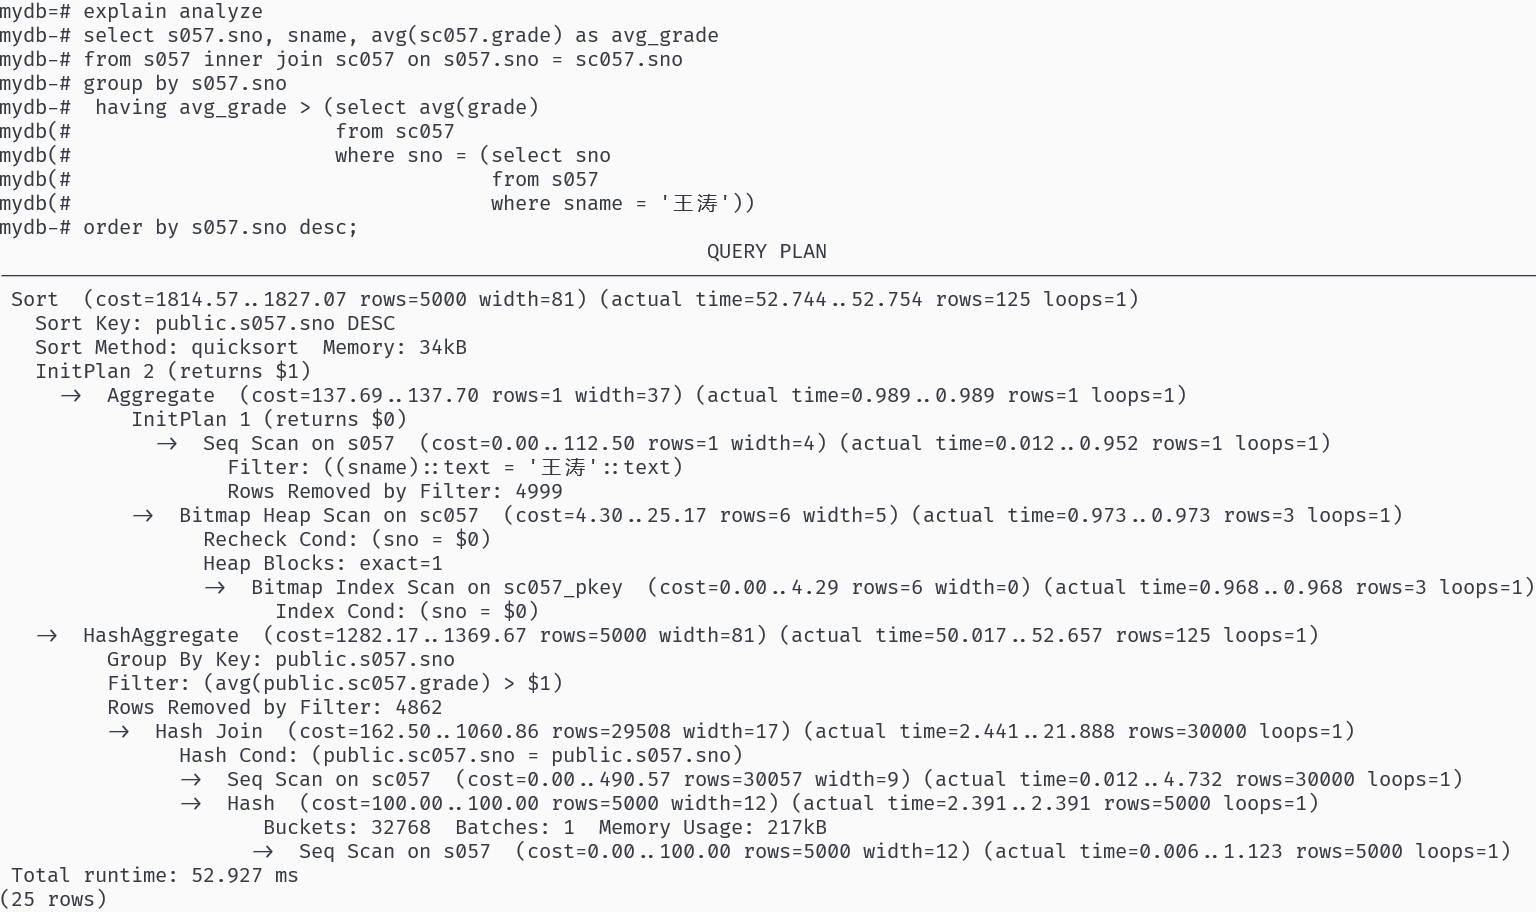 mydb=# explain analyze
mydb-# select s057.sno, sname, avg(sc057.grade) as avg_grade
mydb-# from s057 inner join sc057 on s057.sno = sc057.sno
mydb-# group by s057.sno
mydb-#  having avg_grade > (select avg(grade)
mydb(#                      from sc057
mydb(#                      where sno = (select sno
mydb(#                                   from s057
mydb(#                                   where sname = '王涛'))
mydb-# order by s057.sno desc;
QUERY PLAN
 Sort  (cost=1814.57..1827.07 rows=5000 width=81) (actual time=52.744..52.754 rows=125 loops=1)
   Sort Key: public.s057.sno DESC
   Sort Method: quicksort  Memory: 34kB
   InitPlan 2 (returns $1)
     ->  Aggregate  (cost=137.69..137.70 rows=1 width=37) (actual time=0.989..0.989 rows=1 loops=1)
           InitPlan 1 (returns $0)
             ->  Seq Scan on s057  (cost=0.00..112.50 rows=1 width=4) (actual time=0.012..0.952 rows=1 loops=1)
                   Filter: ((sname)::text = '王涛'::text)
                   Rows Removed by Filter: 4999
           ->  Bitmap Heap Scan on sc057  (cost=4.30..25.17 rows=6 width=5) (actual time=0.973..0.973 rows=3 loops=1)
                 Recheck Cond: (sno = $0)
                 Heap Blocks: exact=1
                 ->  Bitmap Index Scan on sc057_pkey  (cost=0.00..4.29 rows=6 width=0) (actual time=0.968..0.968 rows=3 loops=1)
                       Index Cond: (sno = $0)
   ->  HashAggregate  (cost=1282.17..1369.67 rows=5000 width=81) (actual time=50.017..52.657 rows=125 loops=1)
         Group By Key: public.s057.sno
         Filter: (avg(public.sc057.grade) > $1)
         Rows Removed by Filter: 4862
         ->  Hash Join  (cost=162.50..1060.86 rows=29508 width=17) (actual time=2.441..21.888 rows=30000 loops=1)
               Hash Cond: (public.sc057.sno = public.s057.sno)
               ->  Seq Scan on sc057  (cost=0.00..490.57 rows=30057 width=9) (actual time=0.012..4.732 rows=30000 loops=1)
               ->  Hash  (cost=100.00..100.00 rows=5000 width=12) (actual time=2.391..2.391 rows=5000 loops=1)
                      Buckets: 32768  Batches: 1  Memory Usage: 217kB
                     ->  Seq Scan on s057  (cost=0.00..100.00 rows=5000 width=12) (actual time=0.006..1.123 rows=5000 loops=1)
 Total runtime: 52.927 ms
(25 rows)